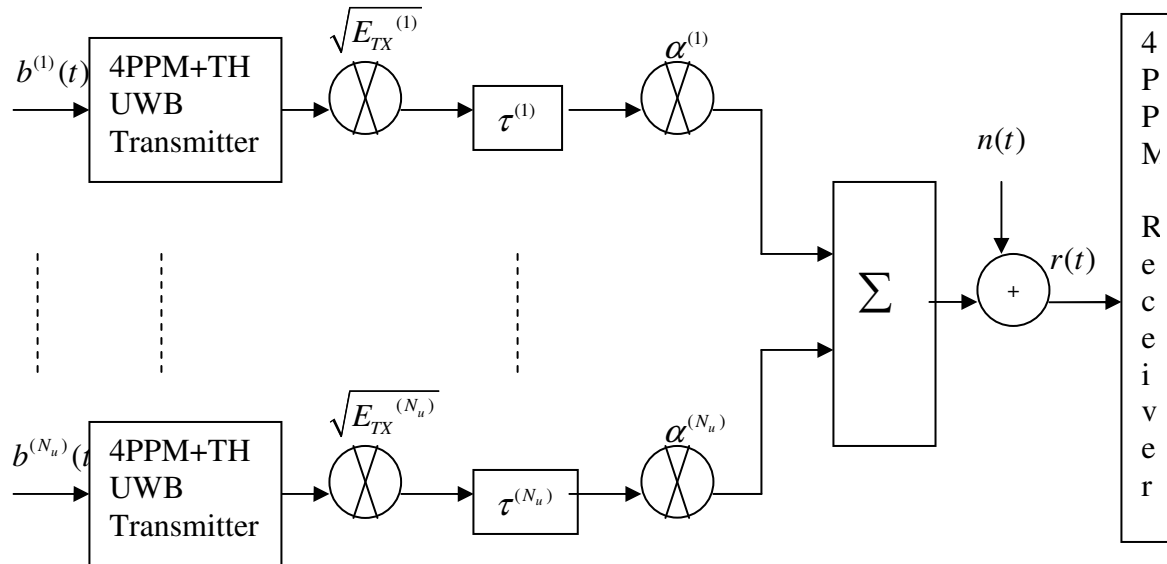 √E_TX^(1)
α^(1)
b^(1)(t)
4PPM+TH
UWB
Transmitter
τ^(1)
n(t)
∑
+
r(t)
4
P
P
M
R
e
c
e
i
v
e
r
√E_TX^(N_u)
α^(N_u)
b^(N_u)(t
4PPM+TH
UWB
Transmitter
τ^(N_u)